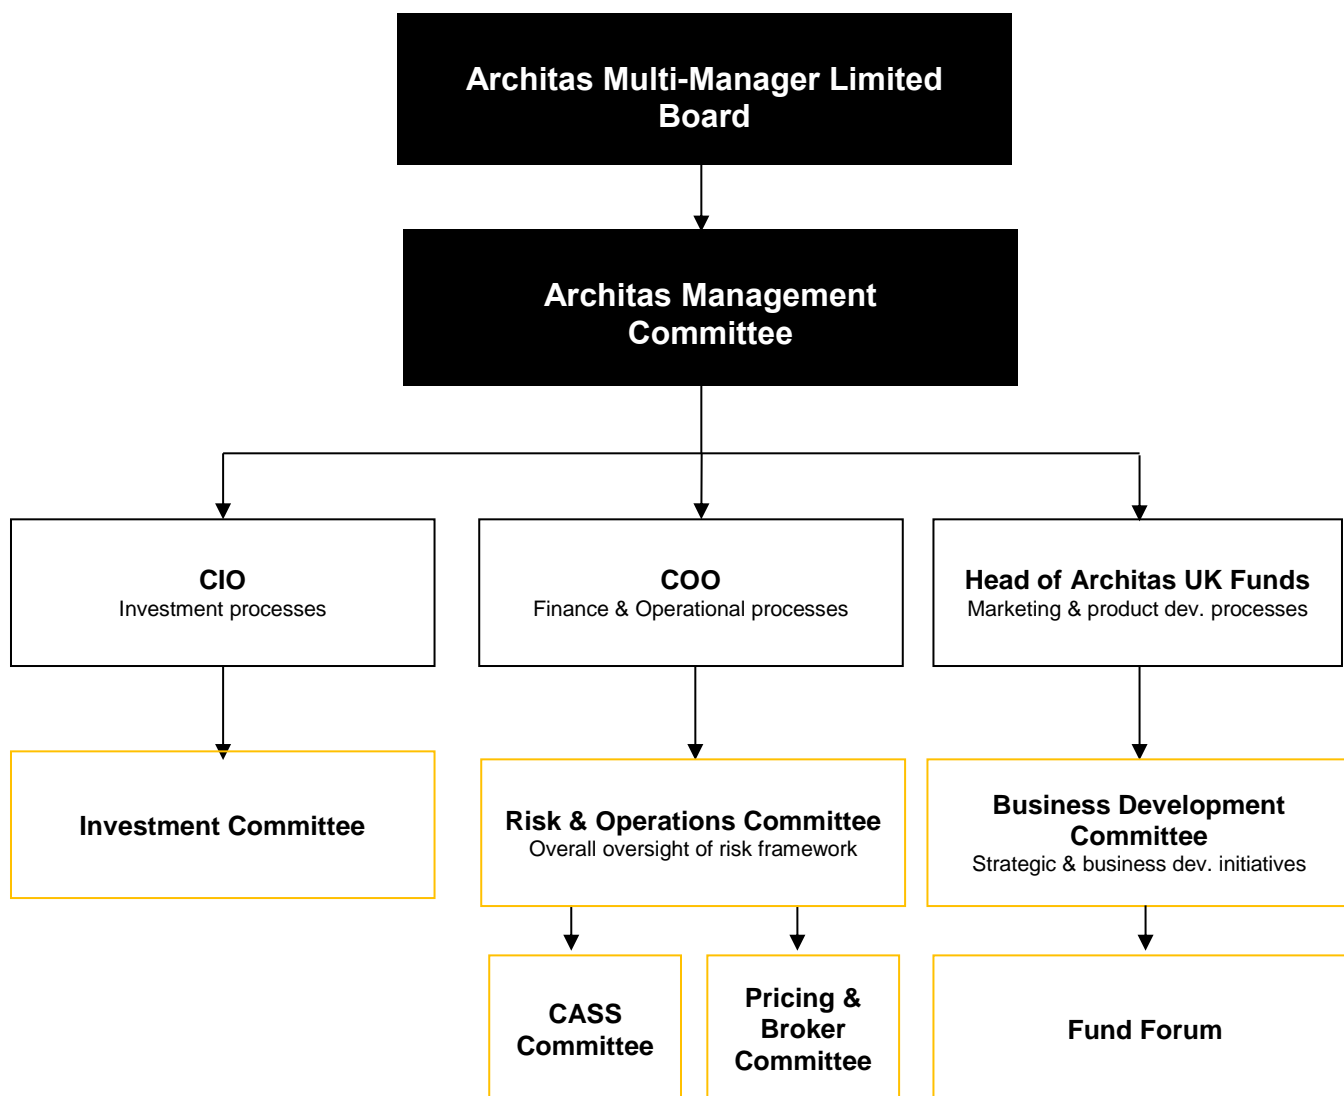 Architas Multi-Manager Limited
Board
Architas Management
Committee
CIO
Investment processes
COO
Finance & Operational processes
Head of Architas UK Funds
Marketing & product dev. processes
Investment Committee
Risk & Operations Committee
Overall oversight of risk framework
Business Development
Committee
Strategic & business dev. initiatives
CASS
Committee
Pricing &
Broker
Committee
Fund Forum